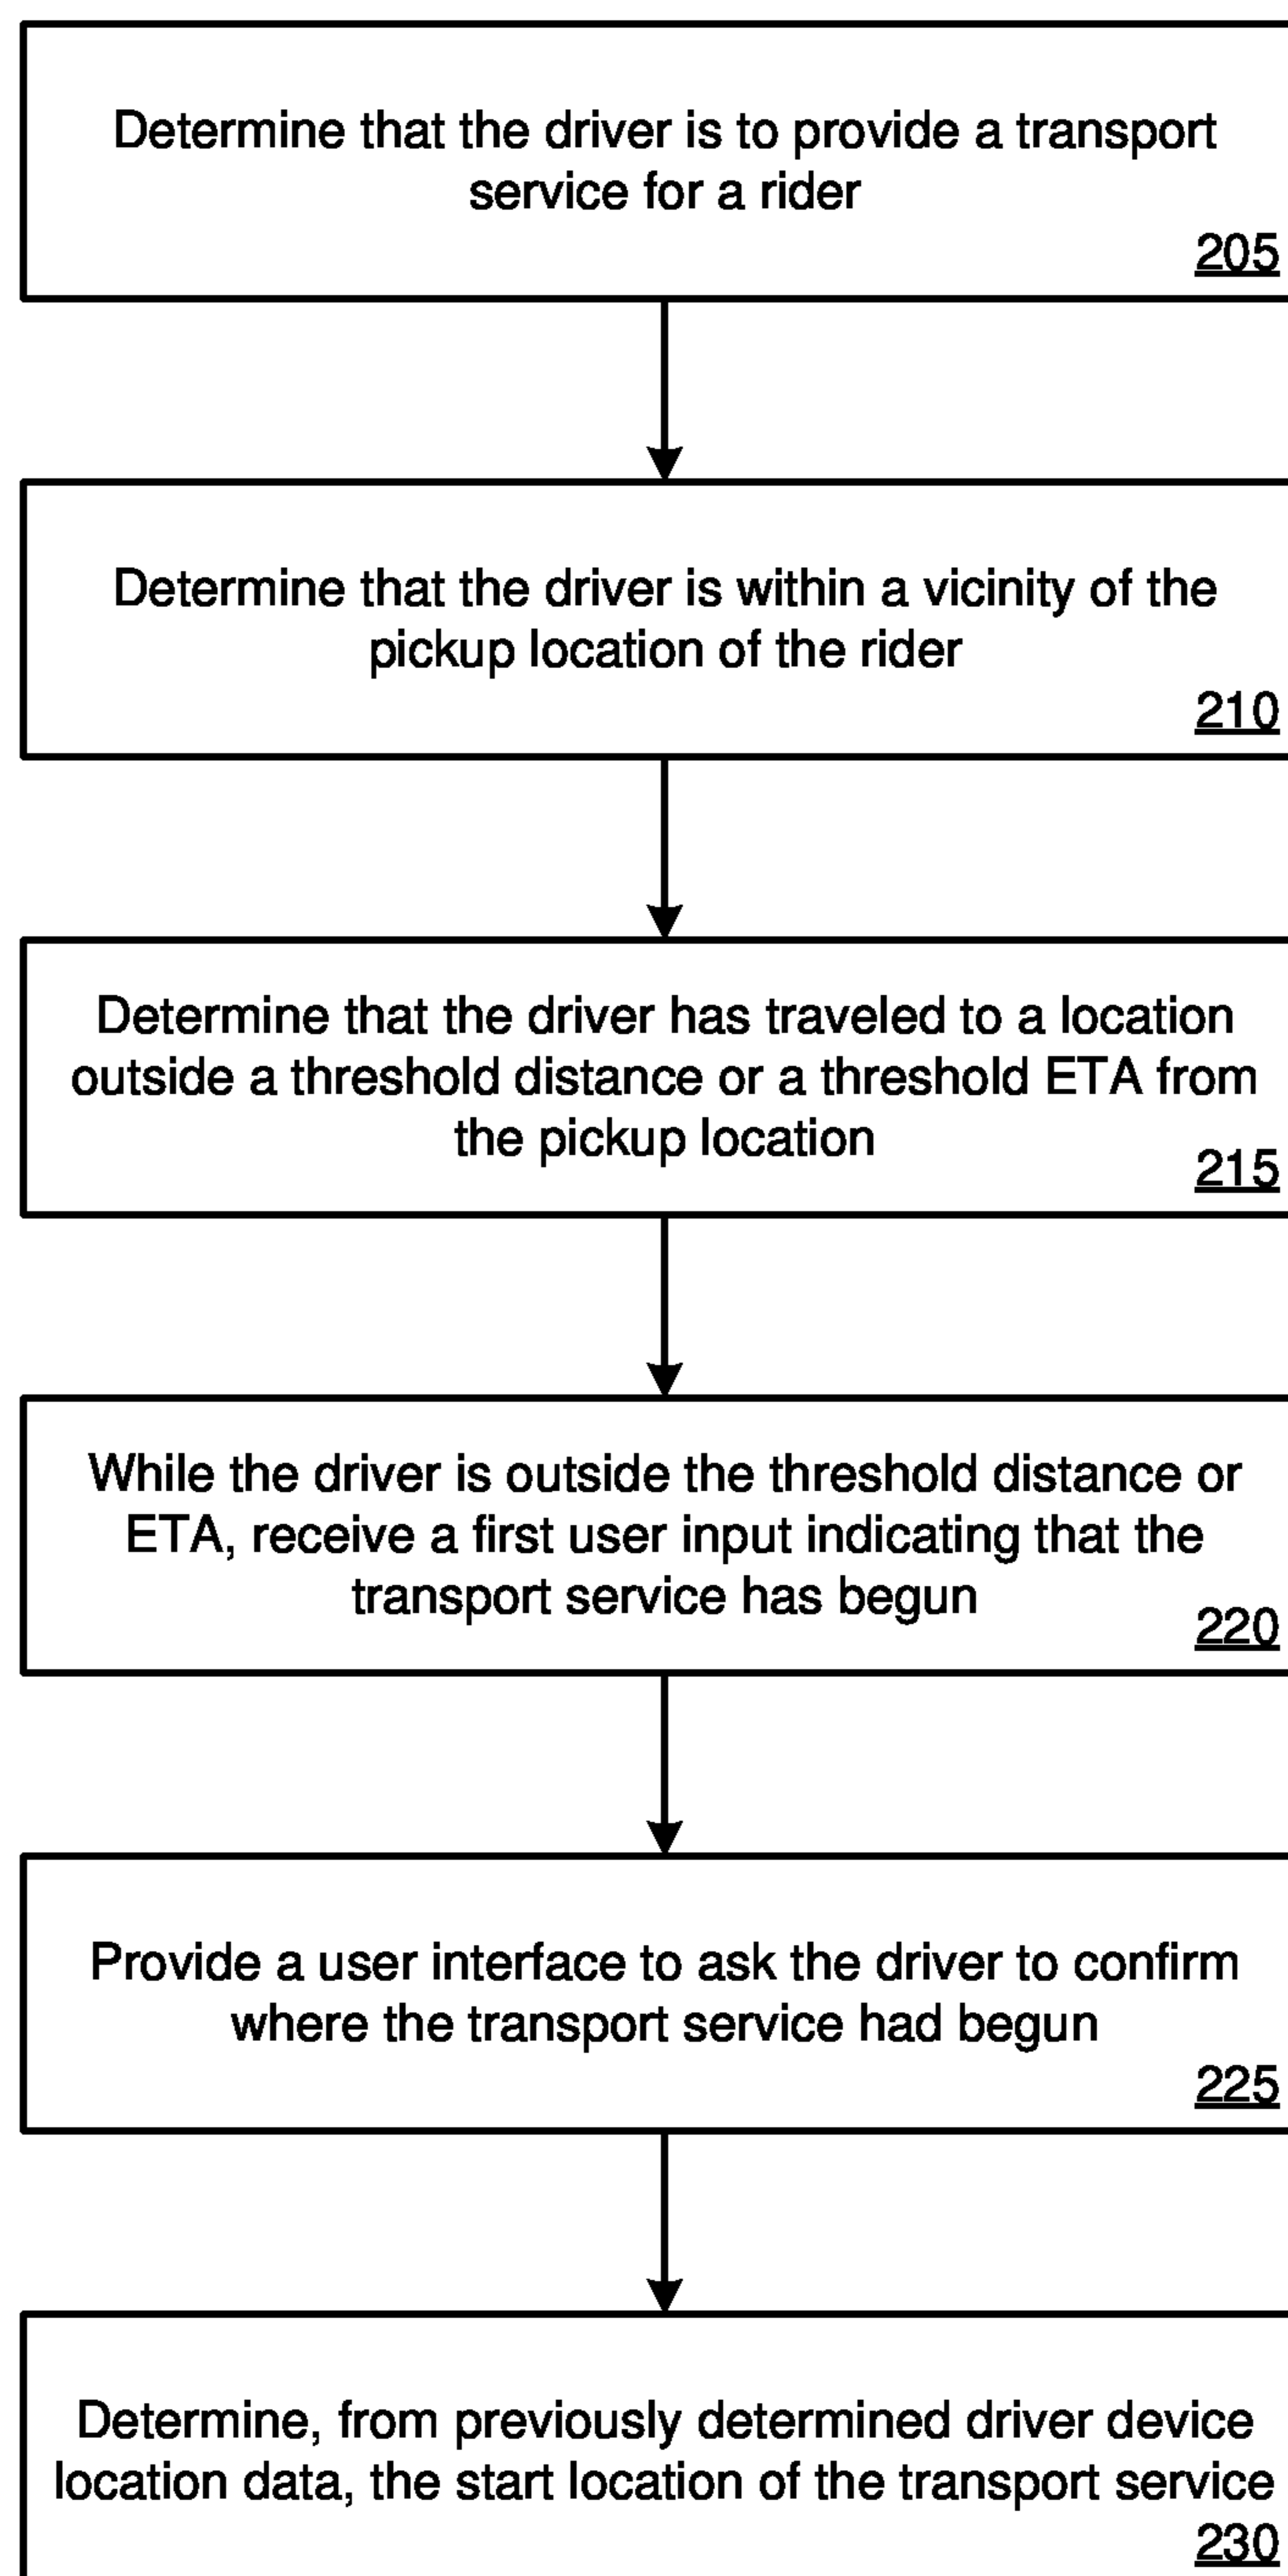 Determine that the driver is to provide a transport
service for a rider
205
Determine that the driver is within a vicinity of the
pickup location of the rider
210
Determine that the driver has traveled to a location
outside a threshold distance or a threshold ETA from
the pickup location
215
While the driver is outside the threshold distance or
ETA, receive a first user input indicating that the
transport service has begun
220
Provide a user interface to ask the driver to confirm
where the transport service had begun
225
Determine, from previously determined driver device
location data, the start location of the transport service
230